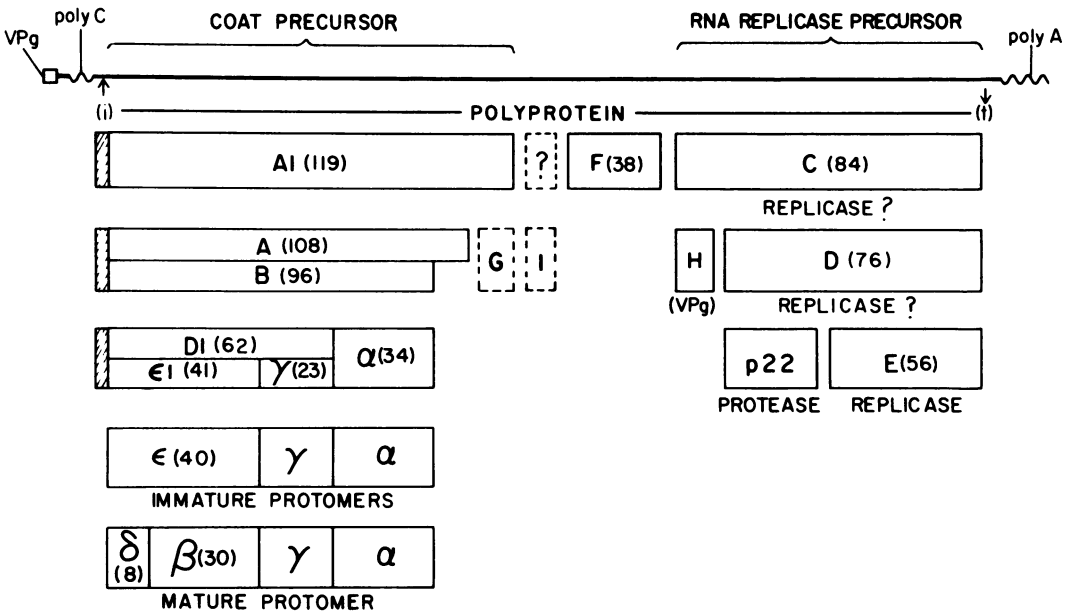 poly C
COAT PRECURSOR
RNA REPLICASE PRECURSOR
VPg
poly A
(i)
POLYPROTEIN
(t)
A1 (119)
?
F (38)
C (84)
REPLICASE ?
A (108)
B (96)
G
I
H
(VPg)
D (76)
REPLICASE ?
D1 (62)
ϵ1 (41)
γ (23)
α (34)
p22
E (56)
PROTEASE
REPLICASE
ϵ (40)
γ
α
IMMATURE PROTOMERS
δ
(8)
β (30)
γ
α
MATURE PROTOMER